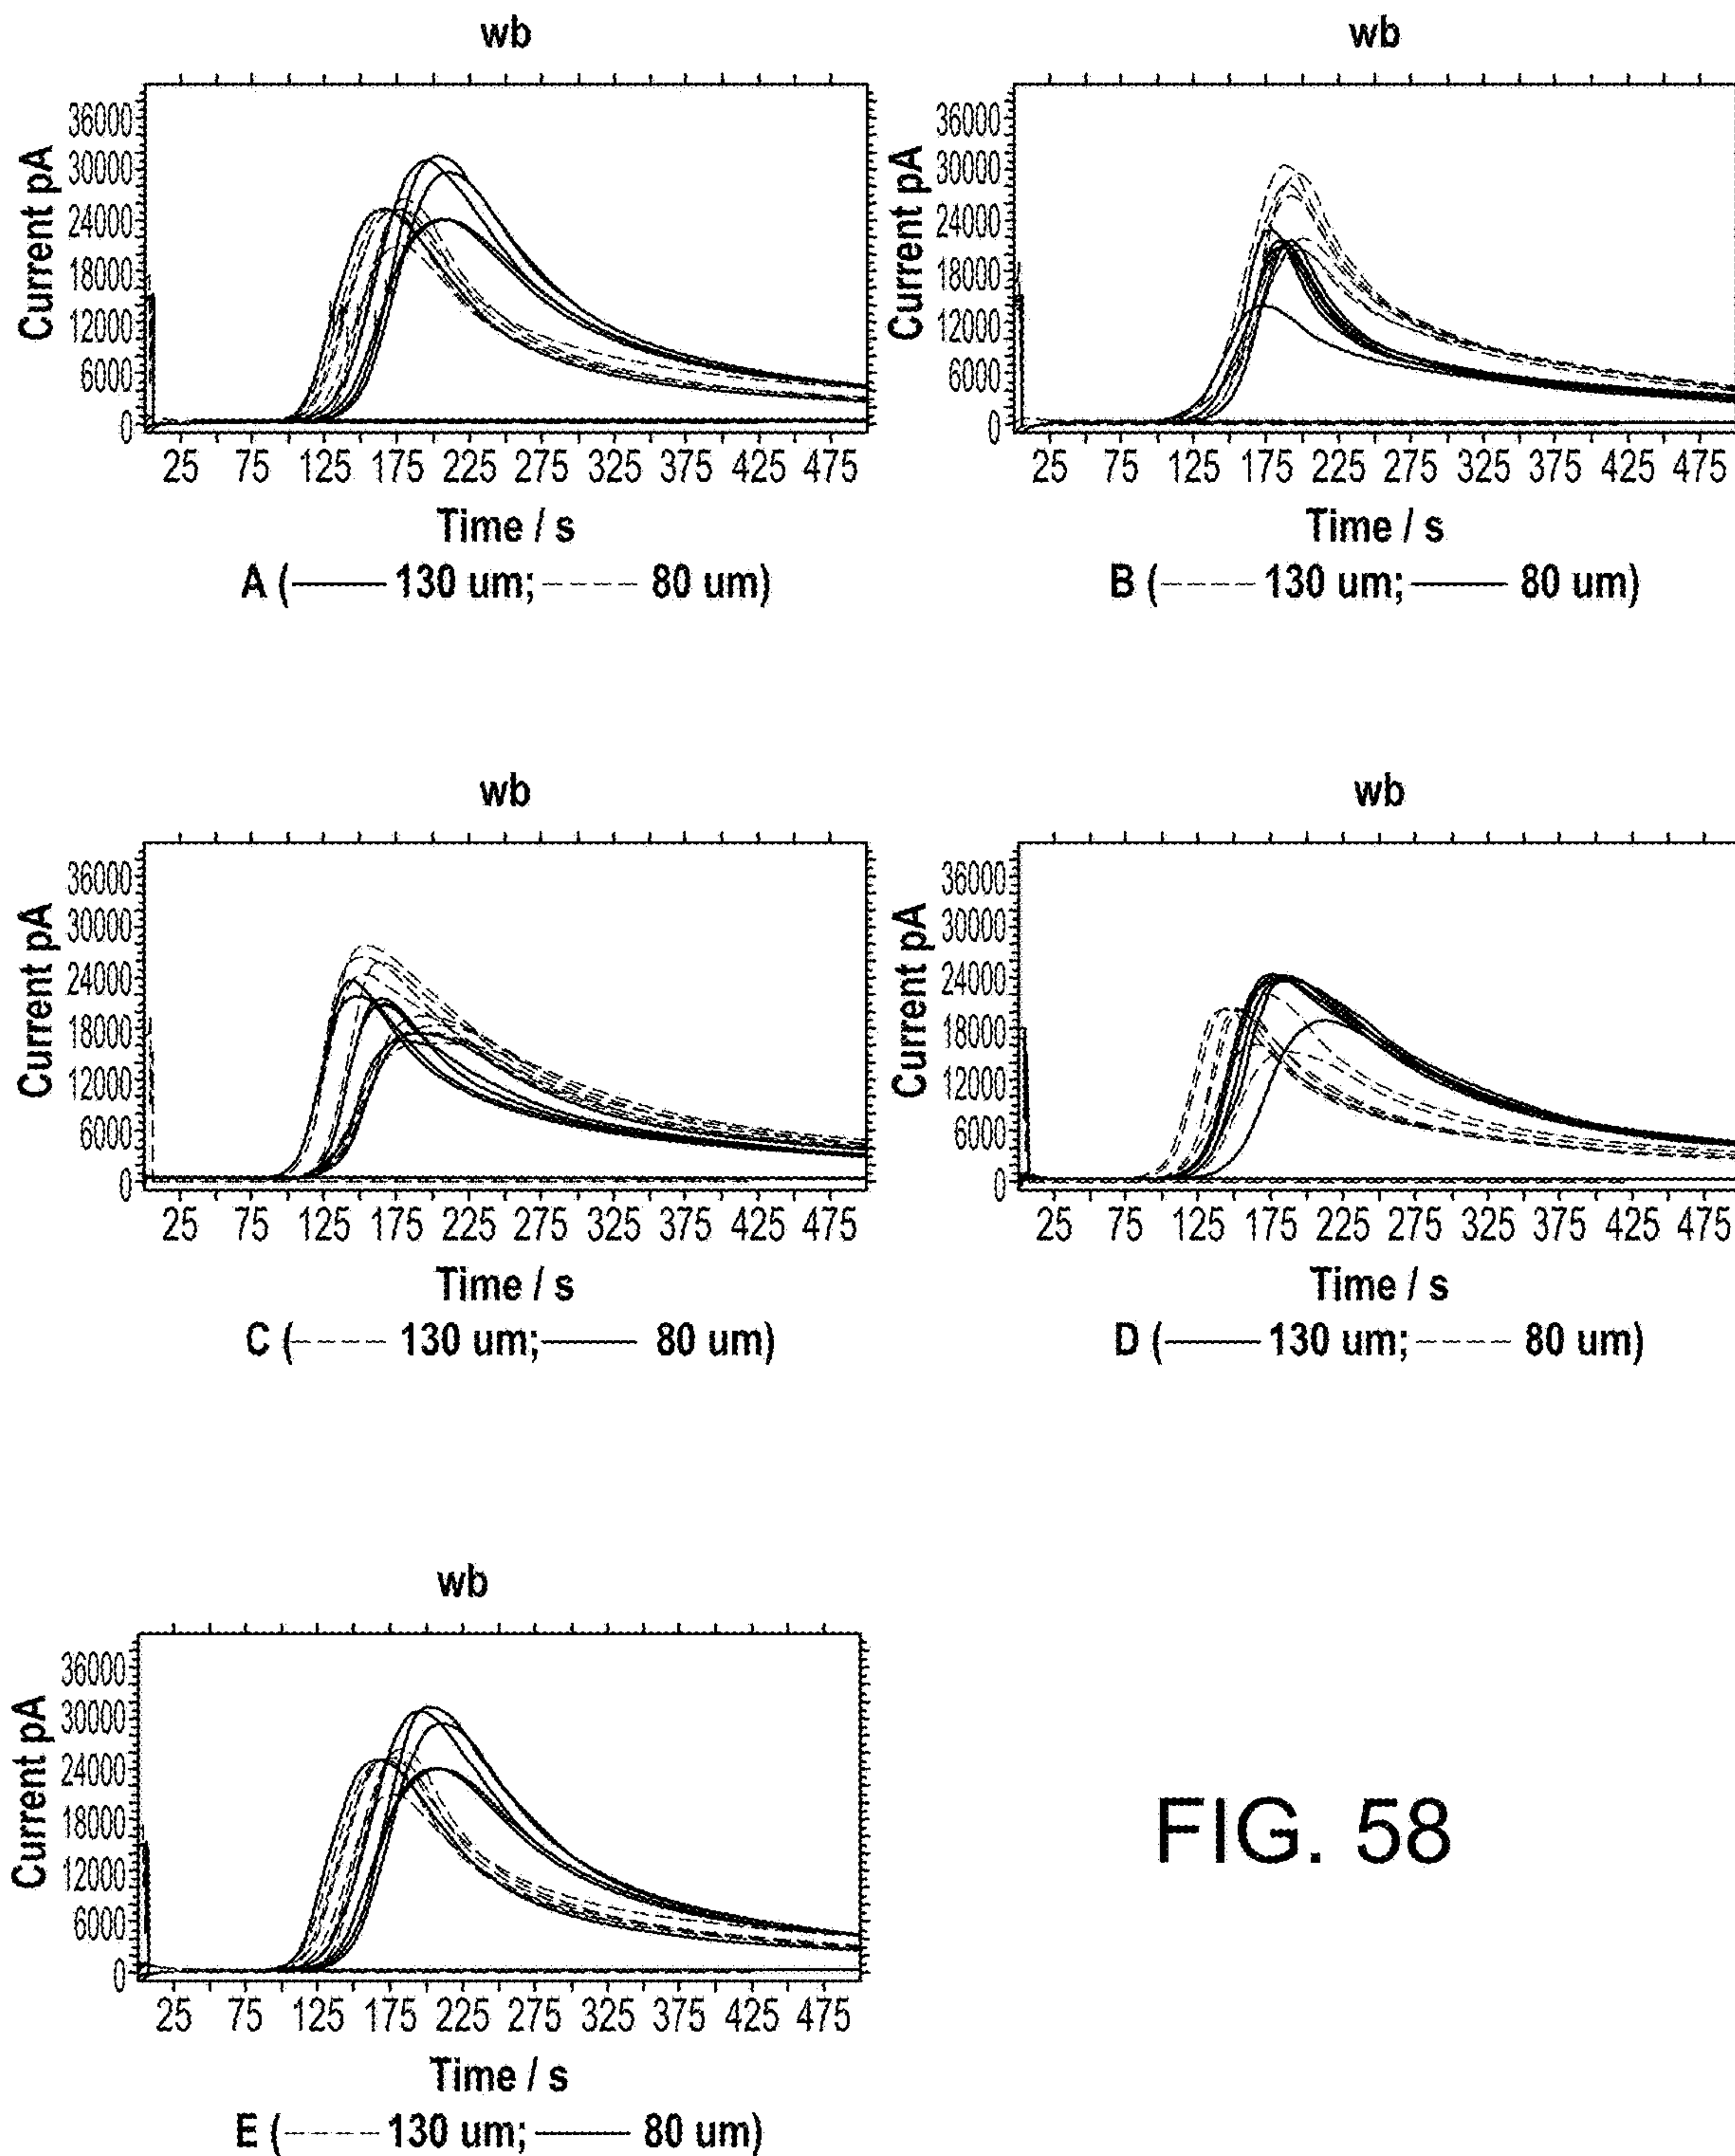 wb
36000
30000
24000
18000
12000
6000
0
Current pA
25 75 125 175 225 275 325 375 425 475
Time / s
A ( 130 um; 80 um)
wb
36000
30000
24000
18000
12000
6000
0
Current pA
25 75 125 175 225 275 325 375 425 475
Time / s
B ( 130 um; 80 um)
wb
36000
30000
24000
18000
12000
6000
0
Current pA
25 75 125 175 225 275 325 375 425 475
Time / s
C ( 130 um; 80 um)
wb
36000
30000
24000
18000
12000
6000
0
Current pA
25 75 125 175 225 275 325 375 425 475
Time / s
D ( 130 um; 80 um)
wb
36000
30000
24000
18000
12000
6000
0
Current pA
25 75 125 175 225 275 325 375 425 475
Time / s
E ( 130 um; 80 um)
FIG. 58